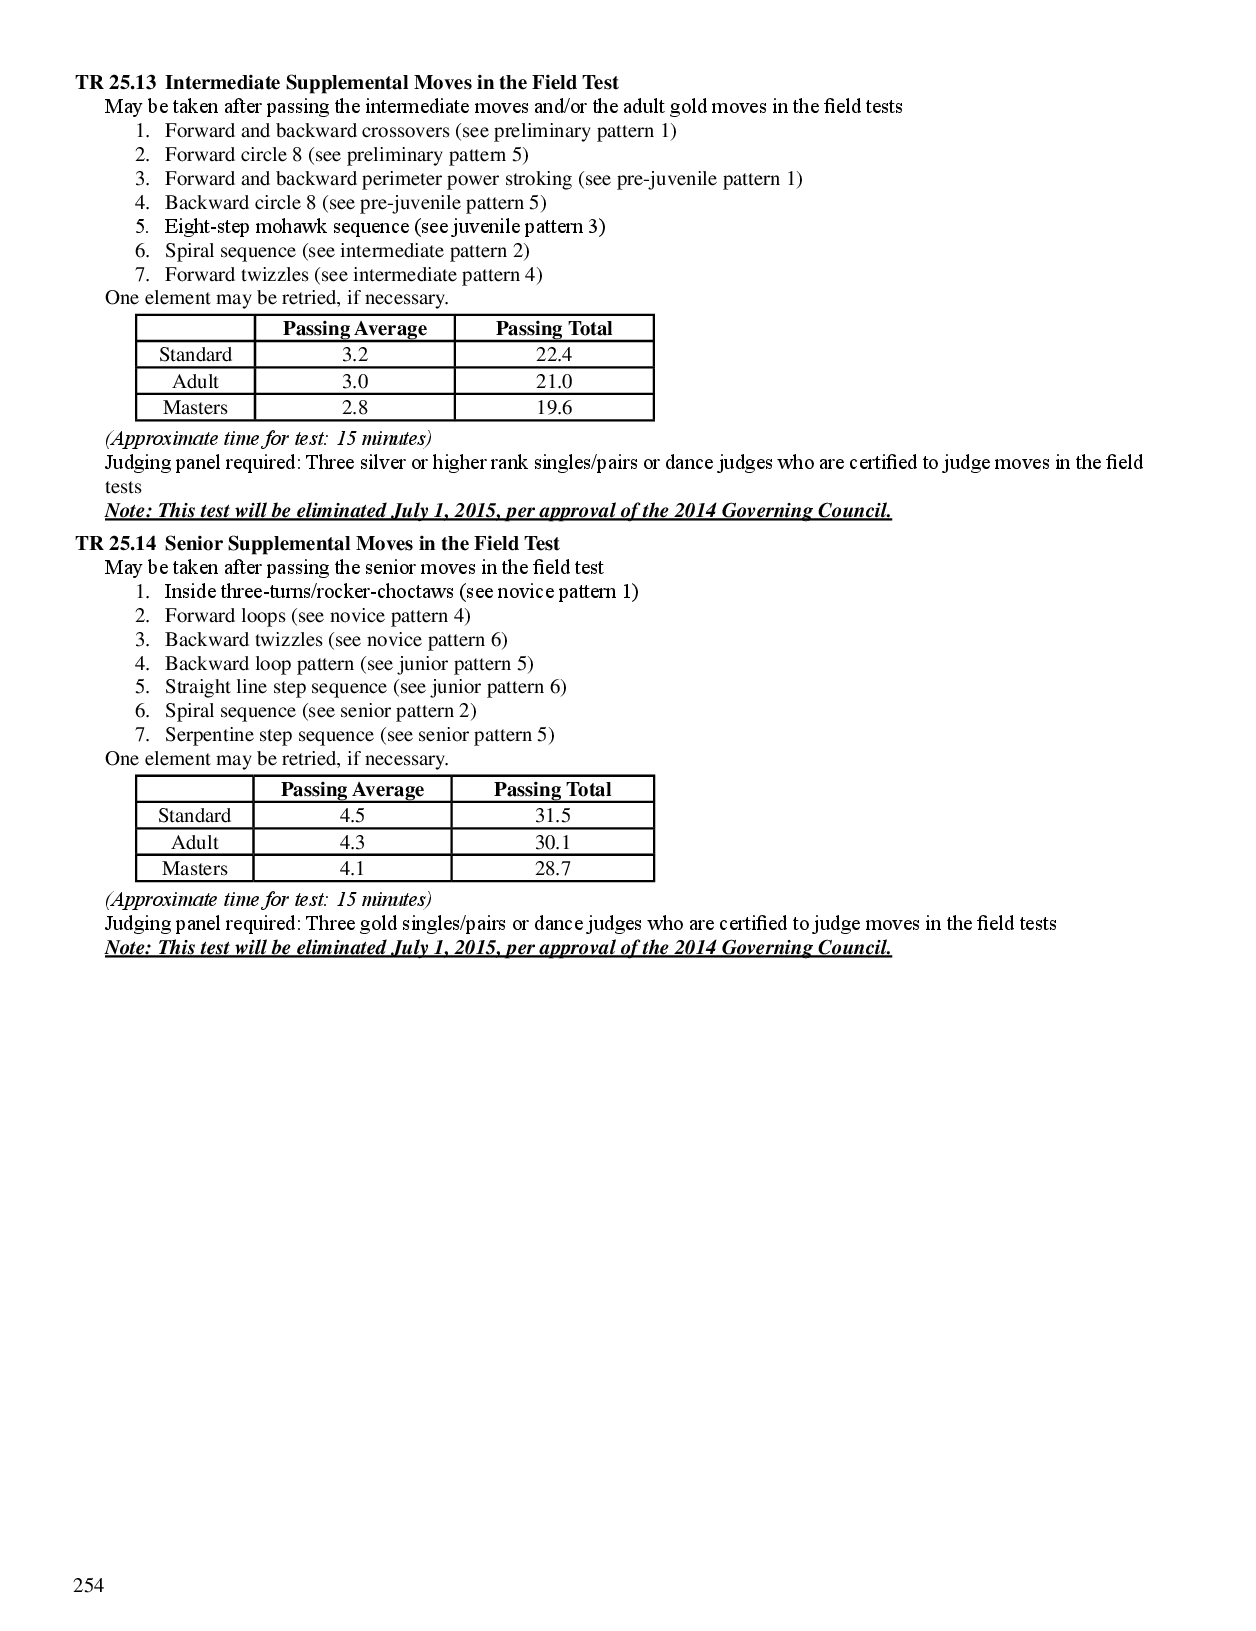 TR 25.13 Intermediate Supplemental Moves in the Field Test
May be taken after passing the intermediate moves and/or the adult gold moves in the field tests
1. Forward and backward crossovers (see preliminary pattern 1)
2. Forward circle 8 (see preliminary pattern 5)
3. Forward and backward perimeter power stroking (see pre-juvenile pattern 1)
4. Backward circle 8 (see pre-juvenile pattern 5)
5. Eight-step mohawk sequence (see juvenile pattern 3)
6. Spiral sequence (see intermediate pattern 2)
7. Forward twizzles (see intermediate pattern 4)
One element may be retried, if necessary.
Passing Average Passing Total
Standard 3.2 22.4
Adult 3.0 21.0
Masters 2.8 19.6
(Approximate time for test: 15 minutes)
Judging panel required: Three silver or higher rank singles/pairs or dance judges who are certified to judge moves in the field
tests
Note: This test will be eliminated July 1, 2015, per approval of the 2014 Governing Council.
TR 25.14 Senior Supplemental Moves in the Field Test
May be taken after passing the senior moves in the field test
1. Inside three-turns/rocker-choctaws (see novice pattern 1)
2. Forward loops (see novice pattern 4)
3. Backward twizzles (see novice pattern 6)
4. Backward loop pattern (see junior pattern 5)
5. Straight line step sequence (see junior pattern 6)
6. Spiral sequence (see senior pattern 2)
7. Serpentine step sequence (see senior pattern 5)
One element may be retried, if necessary.
Passing Average Passing Total
Standard 4.5 31.5
Adult 4.3 30.1
Masters 4.1 28.7
(Approximate time for test: 15 minutes)
Judging panel required: Three gold singles/pairs or dance judges who are certified to judge moves in the field tests
Note: This test will be eliminated July 1, 2015, per approval of the 2014 Governing Council.
254